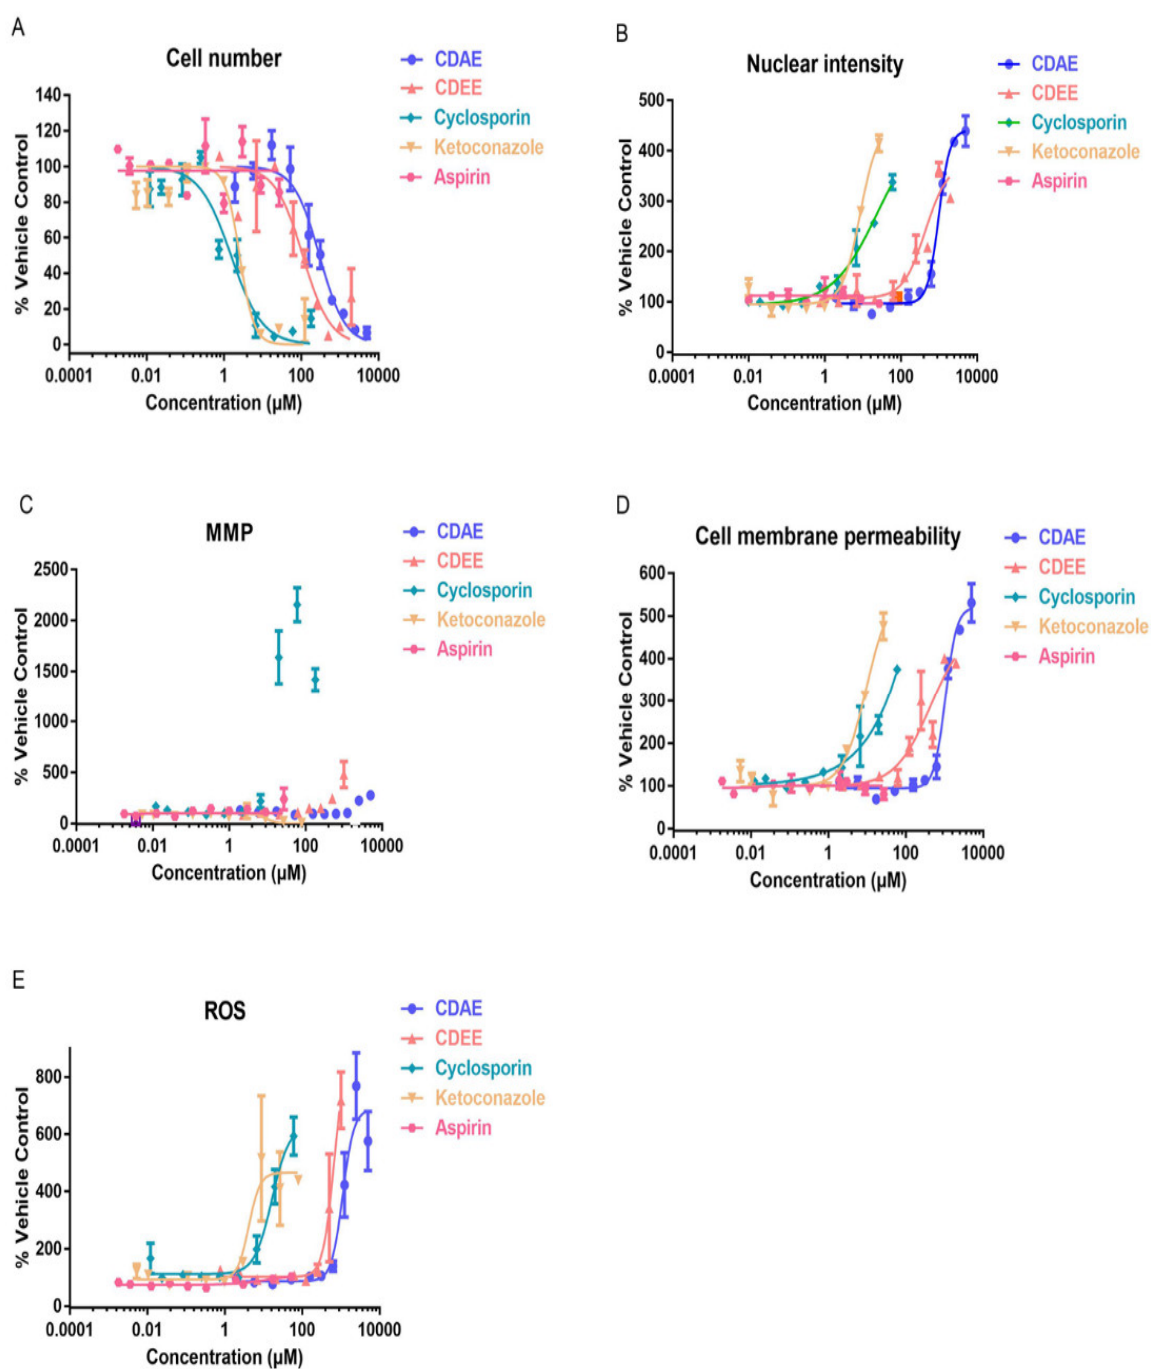 A
Cell number
CDAE
CDEE
Cyclosporin
Ketoconazole
Aspirin
% Vehicle Control
140
120
100
80
60
40
20
0
0.0001 0.01 1 100 10000
Concentration (µM)
B
Nuclear intensity
CDAE
CDEE
Cyclosporin
Ketoconazole
Aspirin
% Vehicle Control
500
400
300
200
100
0
0.0001 0.01 1 100 10000
Concentration (µM)
C
MMP
CDAE
CDEE
Cyclosporin
Ketoconazole
Aspirin
% Vehicle Control
2500
2000
1500
1000
500
0
0.0001 0.01 1 100 10000
Concentration (µM)
D
Cell membrane permeability
CDAE
CDEE
Cyclosporin
Ketoconazole
Aspirin
% Vehicle Control
600
500
400
300
200
100
0
0.0001 0.01 1 100 10000
Concentration (µM)
E
ROS
CDAE
CDEE
Cyclosporin
Ketoconazole
Aspirin
% Vehicle Control
800
600
400
200
0
0.0001 0.01 1 100 10000
Concentration (µM)